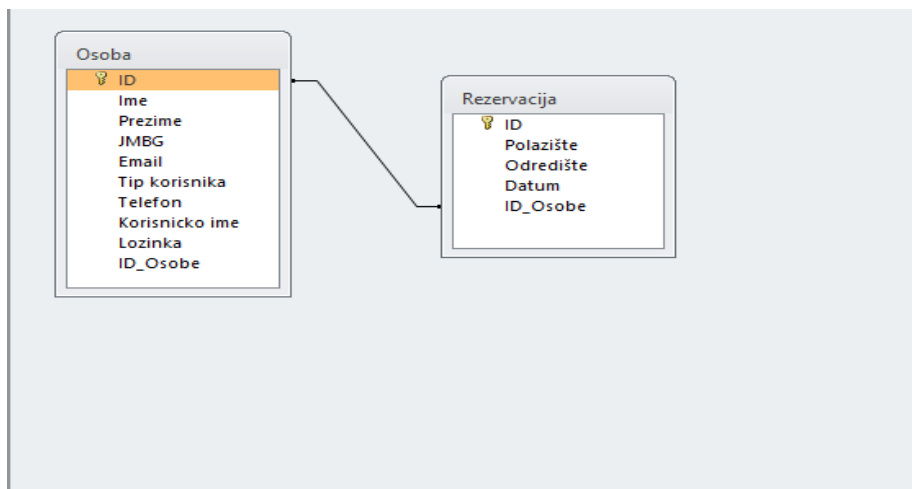 Osoba
ID
Ime
Prezime
JMBG
Email
Tip korisnika
Telefon
Korisnicko ime
Lozinka
ID_Osobe
Rezervacija
ID
Polazište
Odredište
Datum
ID_Osobe